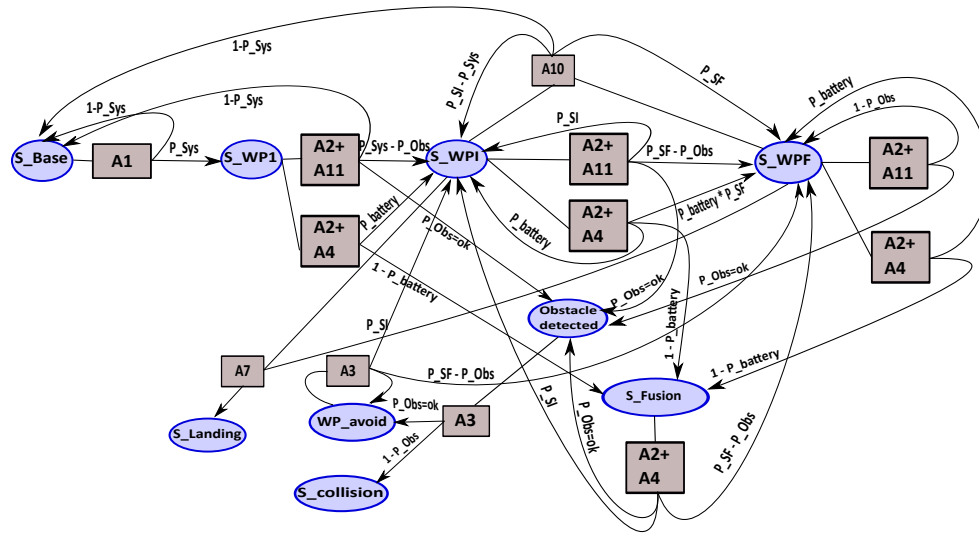 1-P_Sys
A10
P_SI - P_Sys
P_SF
P_battery
1-P_Sys
1-P_Sys
1 - P_Obs
P_SI
S_Base
A1
P_Sys
S_WP1
A2+
A11
P_Sys - P_Obs
S_WPI
A2+
A11
P_SF - P_Obs
S_WPF
A2+
A11
A2+
A4
P_battery
P_Obs=ok
P_battery
A2+
A4
P_battery * P_SF
A2+
A4
1 - P_battery
P_Obs=ok
P_Obs=ok
Obstacle
detected
1 - P_battery
1 - P_battery
P_SI
A7
A3
P_SF - P_Obs
P_SI
S_Fusion
S_Landing
WP_avoid
P_Obs=ok
A3
P_Obs=ok
P_SF - P_Obs
1 - P_Obs
S_collision
A2+
A4